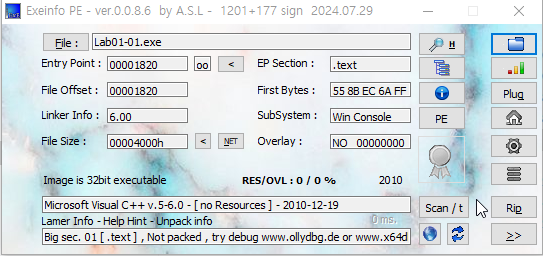 Exeinfo PE - ver.0.0.8.6 by A.S.L - 1201+177 sign 2024.07.29
File : Lab01-01.exe H
Entry Point : 00001820 oo < EP Section : .text
File Offset : 00001820 First Bytes : 55 8B EC 6A FF Plug
Linker Info : 6.00 SubSystem : Win Console PE
File Size : 00004000h < NET Overlay : NO 00000000
Image is 32bit executable RES/OVL : 0 / 0 % 2010
Microsoft Visual C++ v.5-6.0 - [ no Resources ] - 2010-12-19 Scan / t Rip
Lamer Info - Help Hint - Unpack info 0 ms.
Big sec. 01 [ .text ] , Not packed , try debug www.ollydbg.de or www.x64d >>